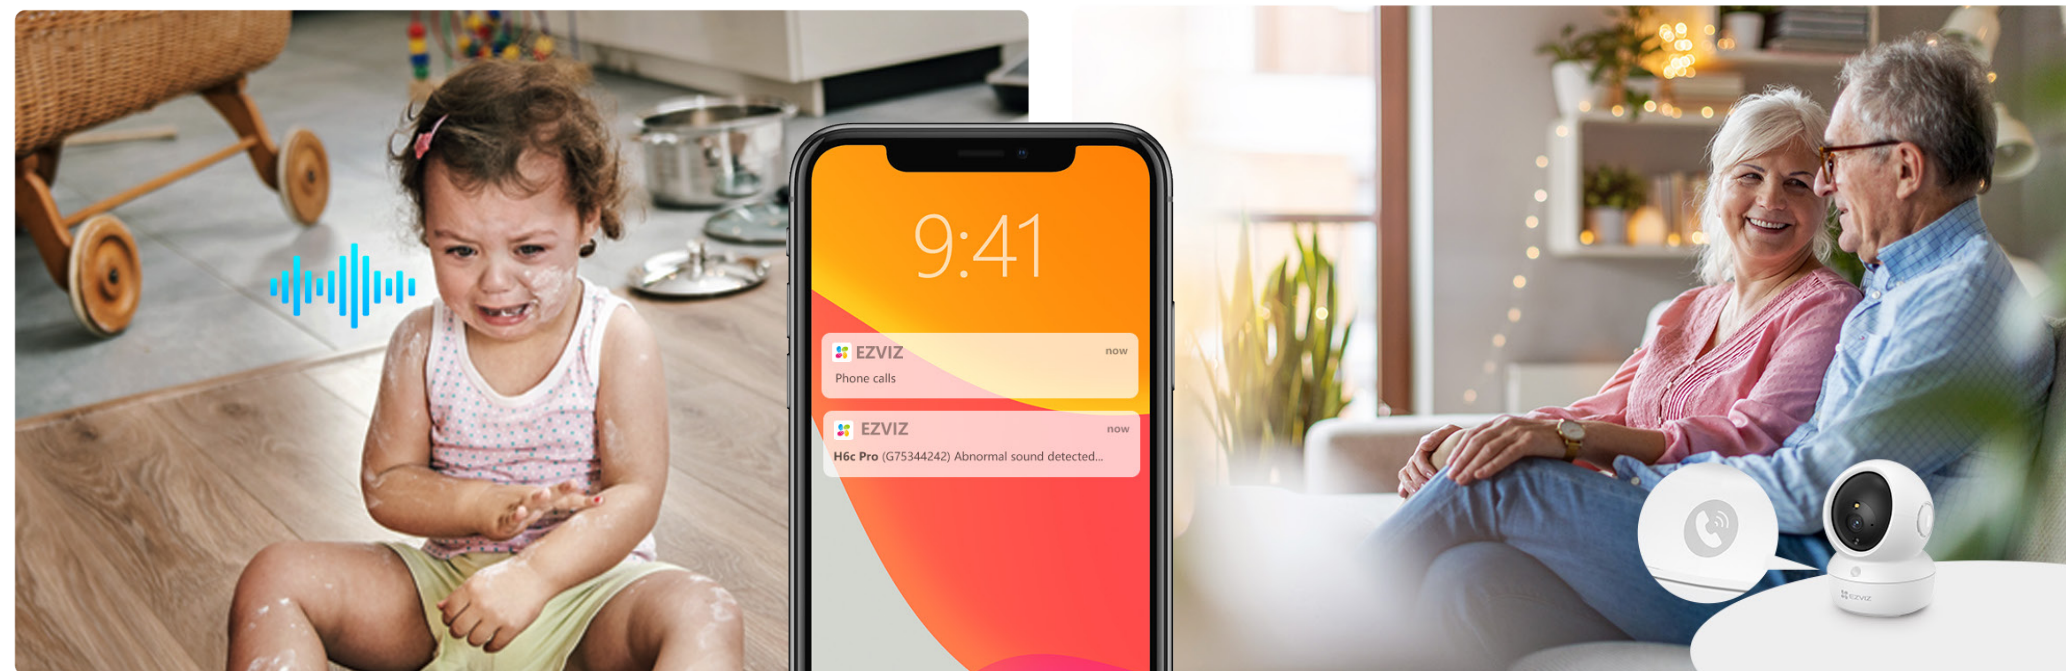 9:41
EZVIZ now
Phone calls
EZVIZ now
H6c Pro (G75344242) Abnormal sound detected...
EZVIZ